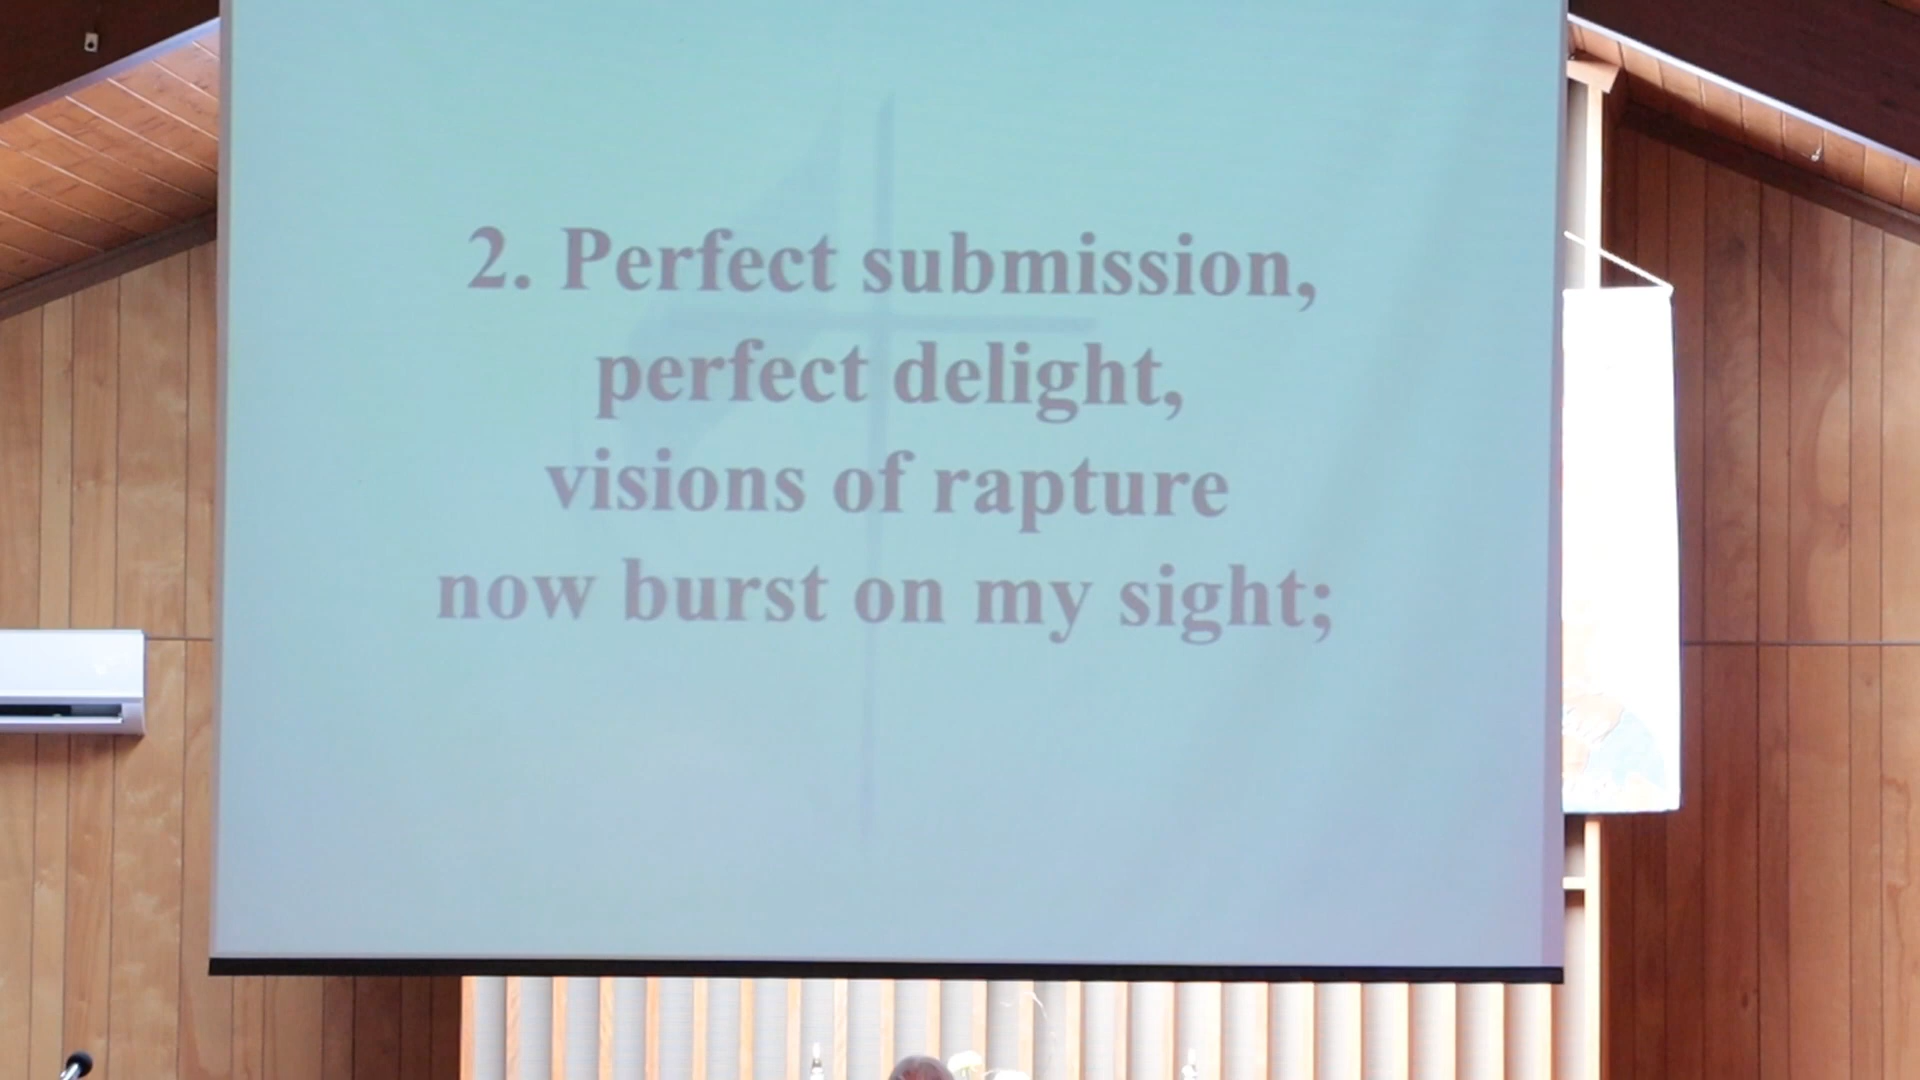 2. Perfect submission,
perfect delight,
visions of rapture
now burst on my sight;